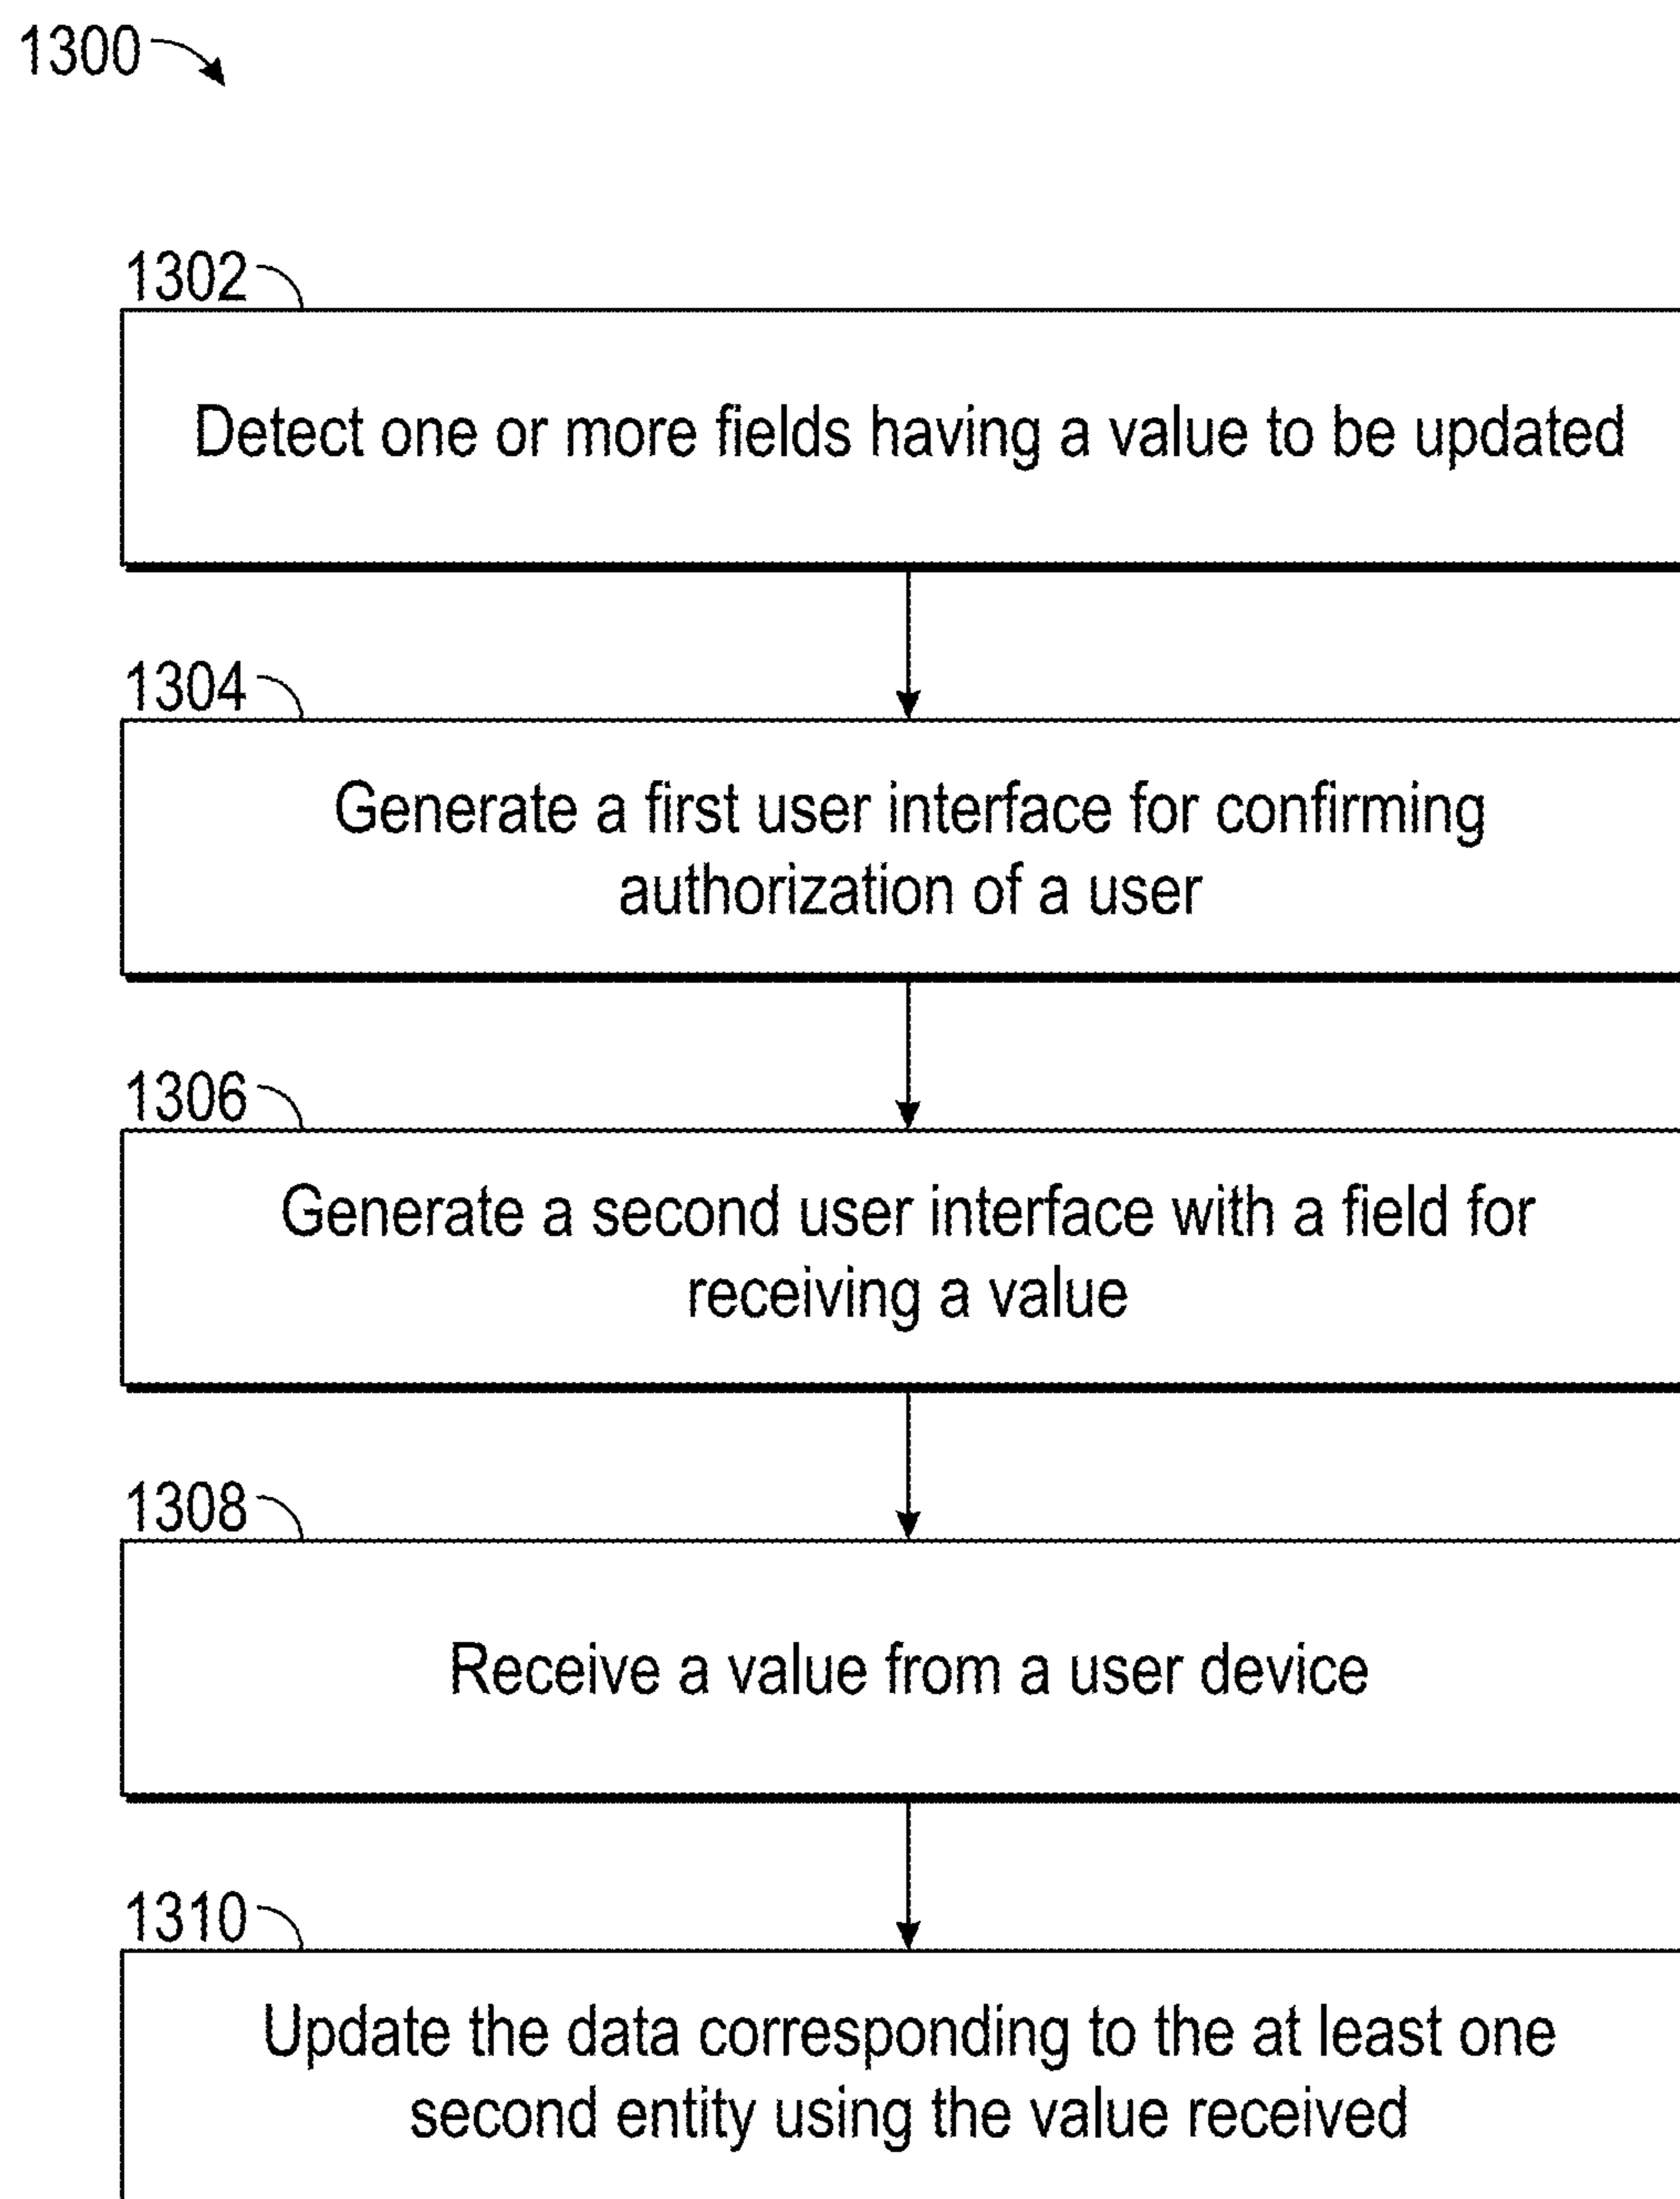 1300
1302
Detect one or more fields having a value to be updated
1304
Generate a first user interface for confirming
authorization of a user
1306
Generate a second user interface with a field for
receiving a value
1308
Receive a value from a user device
1310
Update the data corresponding to the at least one
second entity using the value received